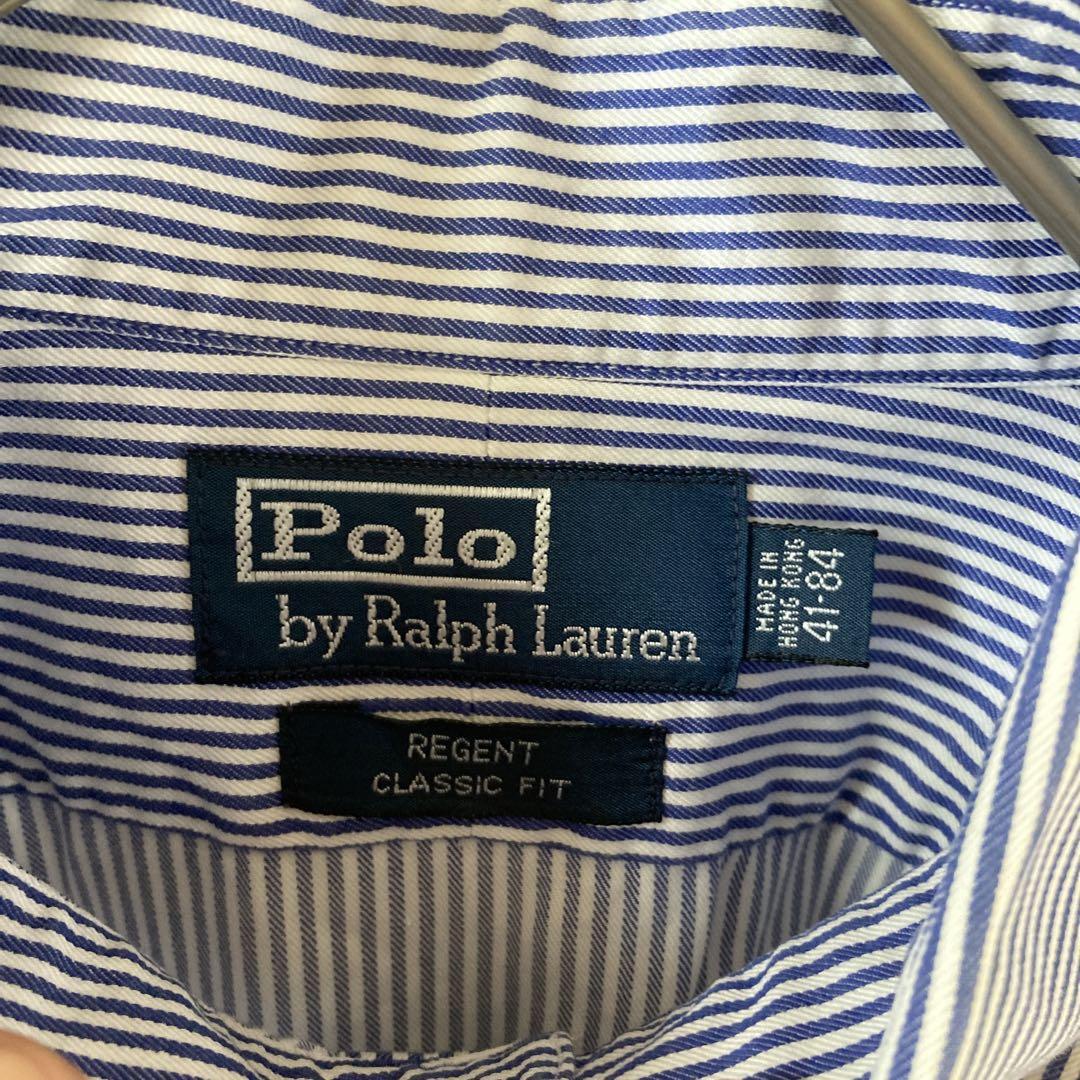 Polo
by Ralph Lauren
MADE IN
HONG KONG
41-84
REGENT
CLASSIC FIT